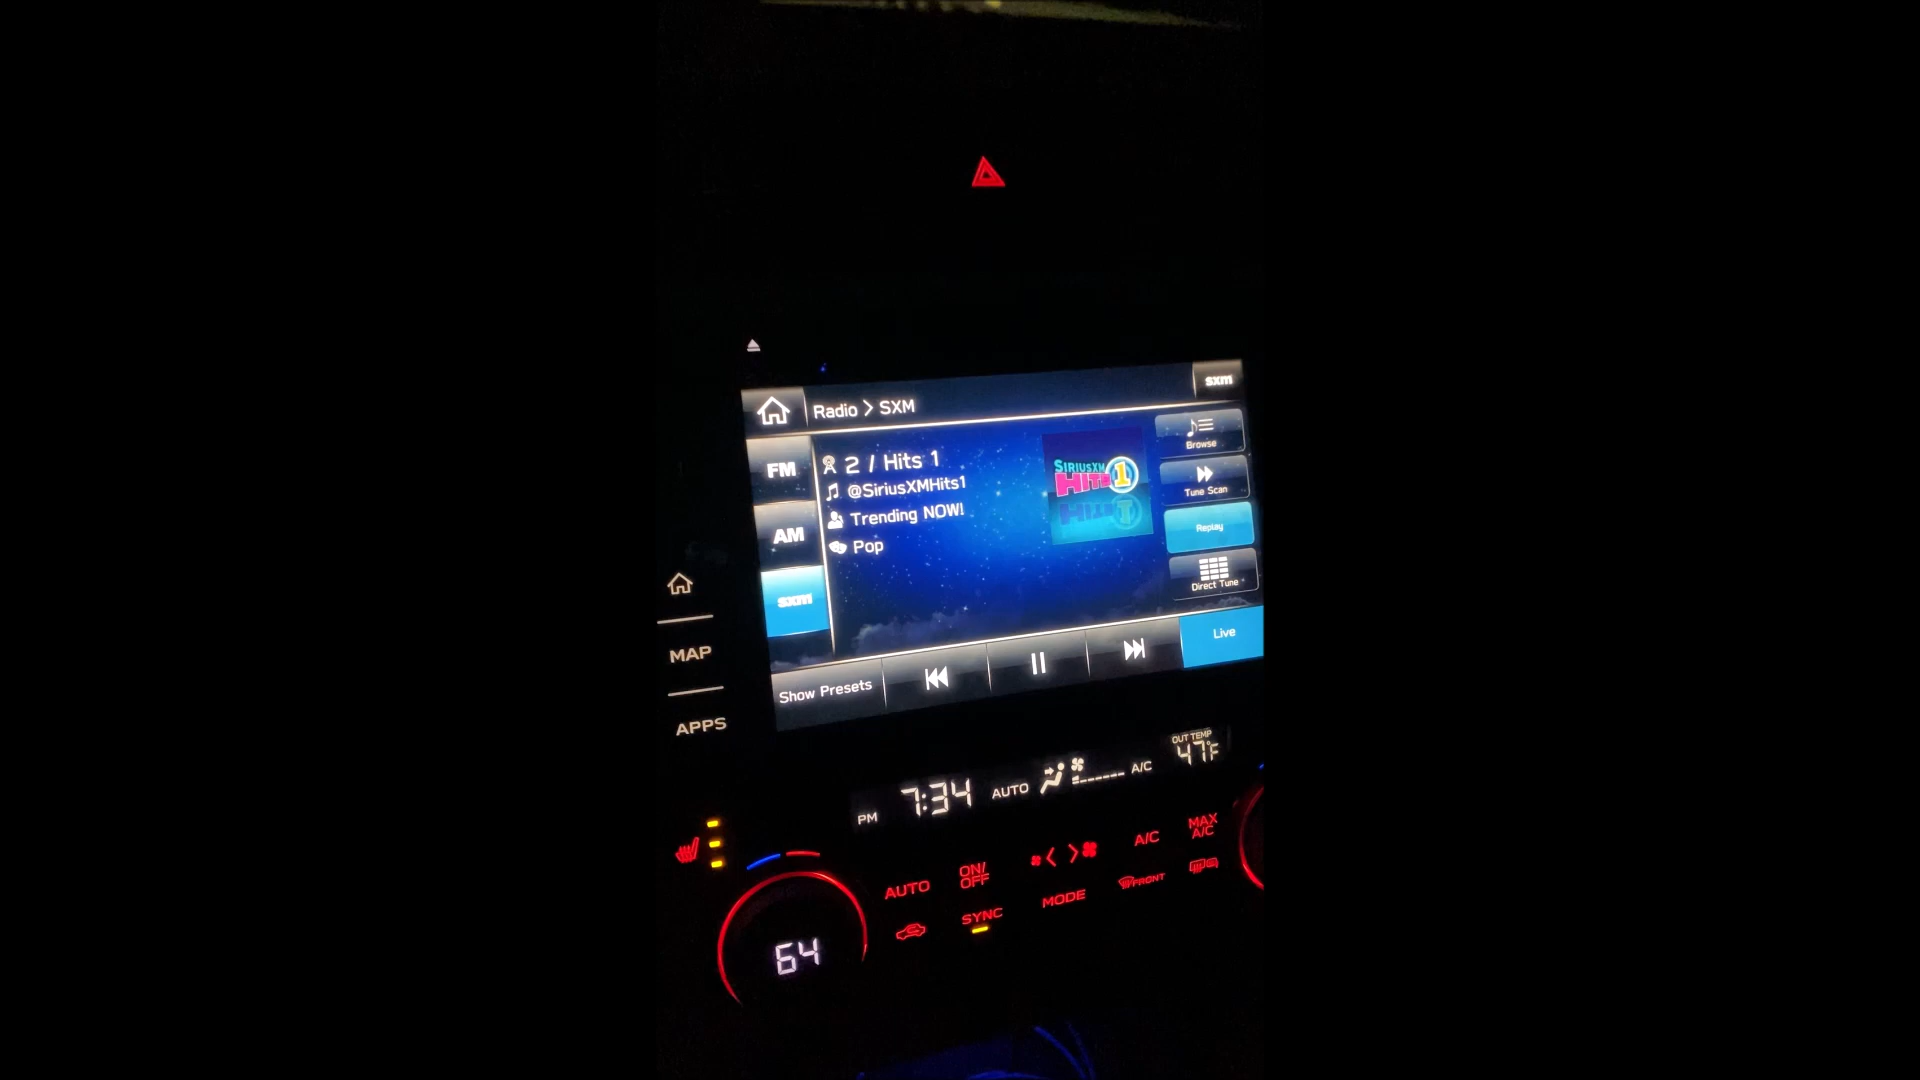 sxm
Radio > SXM
Browse
FM
2 / Hits 1
SIRIUSXM
HITS 1
@SiriusXMHits1
Tune Scan
Trending NOW!
AM
Replay
Pop
Direct Tune
sxm
Live
Show Presets
MAP
APPS
OUT TEMP
47°F
PM 7:34 AUTO A/C
MAX
A/C
A/C
AUTO
ON/
OFF
FRONT
MODE
SYNC
64